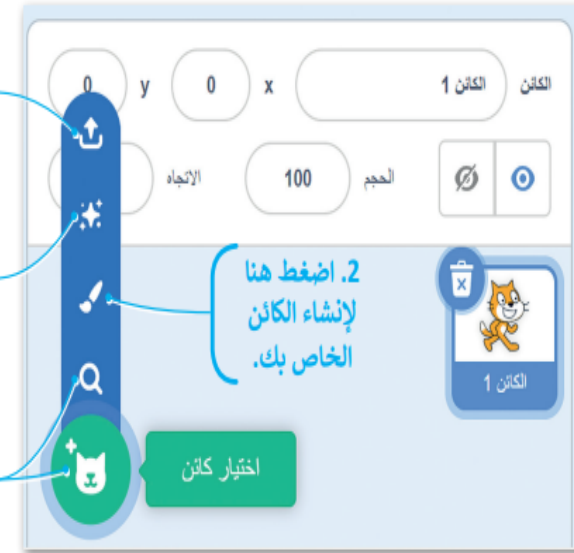 الكائن الكائن 1 x 0 y 0
الحجم 100 الاتجاه
2. اضغط هنا
لإنشاء الكائن
الخاص بك.
الكائن 1
اختيار كائن